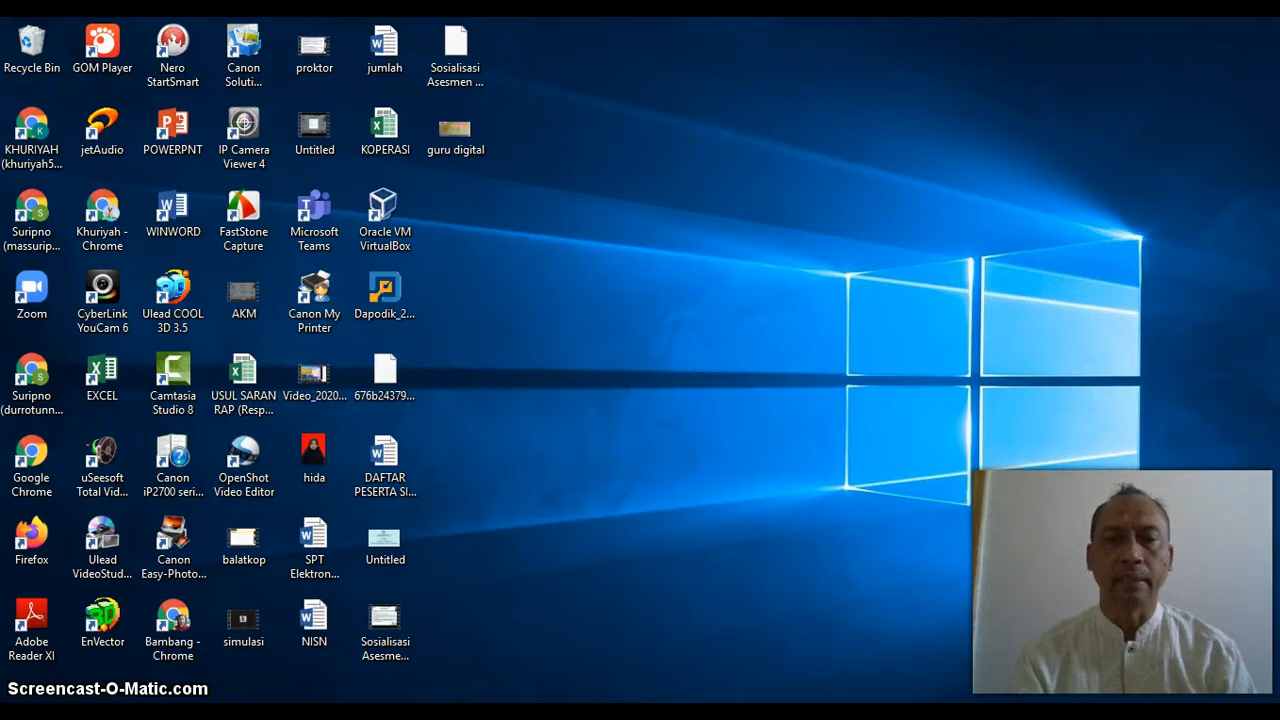 Recycle Bin
GOM Player
Nero
StartSmart
Canon
Soluti...
proktor
jumlah
Sosialisasi
Asesmen ...
KHURIYAH
(khuriyah5...
jetAudio
POWERPNT
IP Camera
Viewer 4
Untitled
KOPERASI
guru digital
Suripno
(massurip...
Khuriyah -
Chrome
WINWORD
FastStone
Capture
Microsoft
Teams
Oracle VM
VirtualBox
Zoom
CyberLink
YouCam 6
Ulead COOL
3D 3.5
AKM
Canon My
Printer
Dapodik_2...
Suripno
(durrotunn...
EXCEL
Camtasia
Studio 8
USUL SARAN
RAP (Resp...
Video_2020...
676b24379...
Google
Chrome
uSeesoft
Total Vid...
Canon
iP2700 seri...
OpenShot
Video Editor
hida
DAFTAR
PESERTA SI...
Firefox
Ulead
VideoStud...
Canon
Easy-Photo...
balatkop
SPT
Elektron...
Untitled
Adobe
Reader XI
EnVector
Bambang -
Chrome
simulasi
NISN
Sosialisasi
Asesme...
Screencast-O-Matic.com